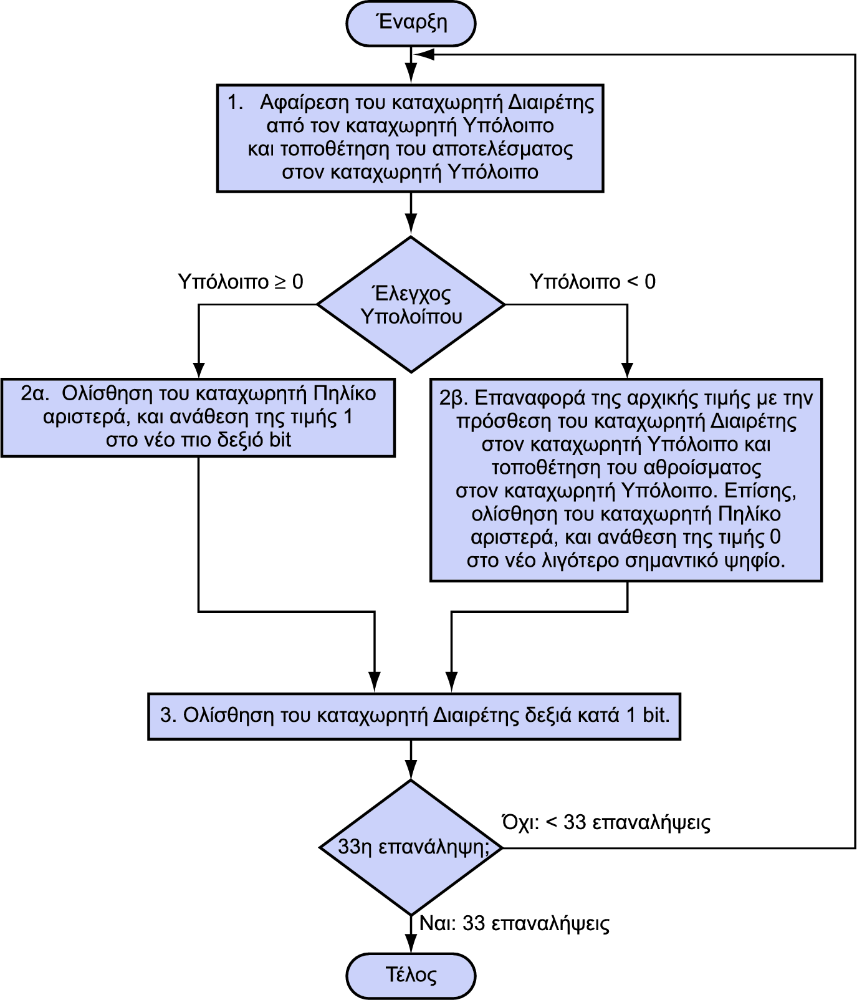 Έναρξη
1. Αφαίρεση του καταχωρητή Διαιρέτης
από τον καταχωρητή Υπόλοιπο
και τοποθέτηση του αποτελέσματος
στον καταχωρητή Υπόλοιπο
Υπόλοιπο ≥ 0
Υπόλοιπο < 0
Έλεγχος
Υπολοίπου
2α. Ολίσθηση του καταχωρητή Πηλίκο
αριστερά, και ανάθεση της τιμής 1
στο νέο πιο δεξιό bit
2β. Επαναφορά της αρχικής τιμής με την
πρόσθεση του καταχωρητή Διαιρέτης
στον καταχωρητή Υπόλοιπο και
τοποθέτηση του αθροίσματος
στον καταχωρητή Υπόλοιπο. Επίσης,
ολίσθηση του καταχωρητή Πηλίκο
αριστερά, και ανάθεση της τιμής 0
στο νέο λιγότερο σημαντικό ψηφίο.
3. Ολίσθηση του καταχωρητή Διαιρέτης δεξιά κατά 1 bit.
Όχι: < 33 επαναλήψεις
33η επανάληψη;
Ναι: 33 επαναλήψεις
Τέλος